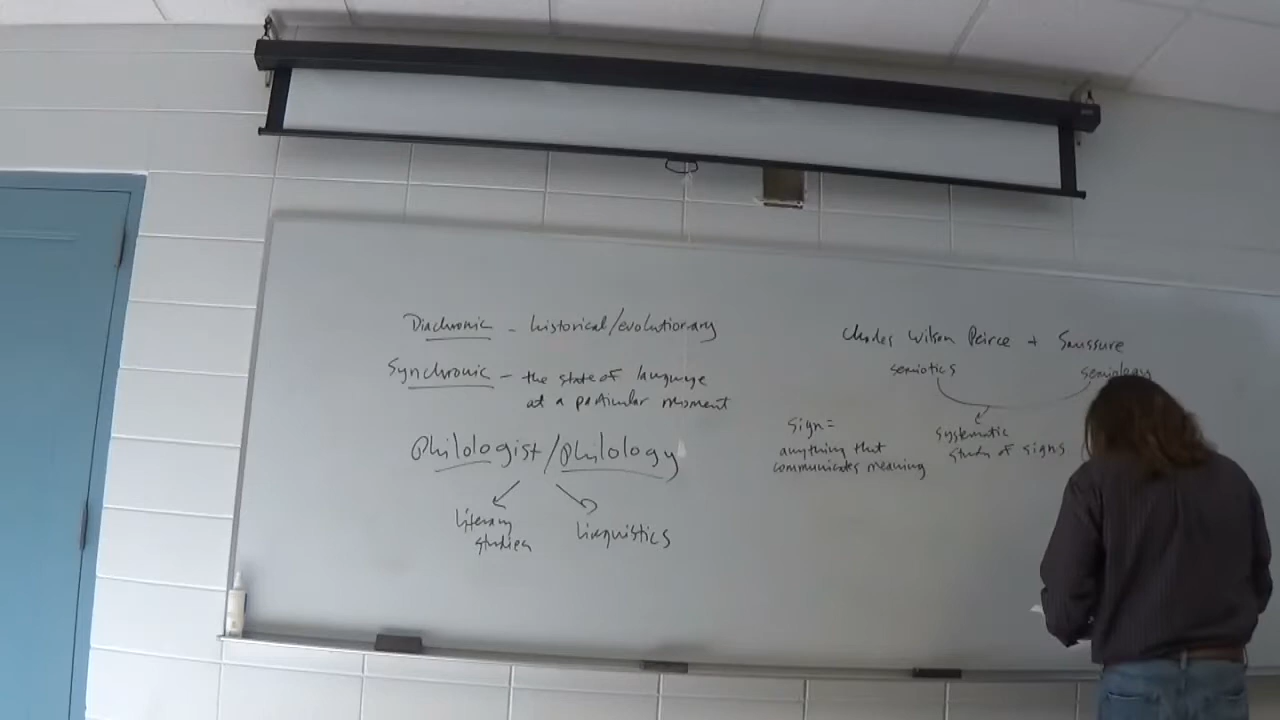 Diachronic - historical/evolutionary
Synchronic - the state of language
at a particular moment
Philologist/philology
literary
studies
linguistics
Charles Wilson Peirce + Saussure
semiotics
semiology
systematic
study of signs
sign =
anything that
communicates meaning